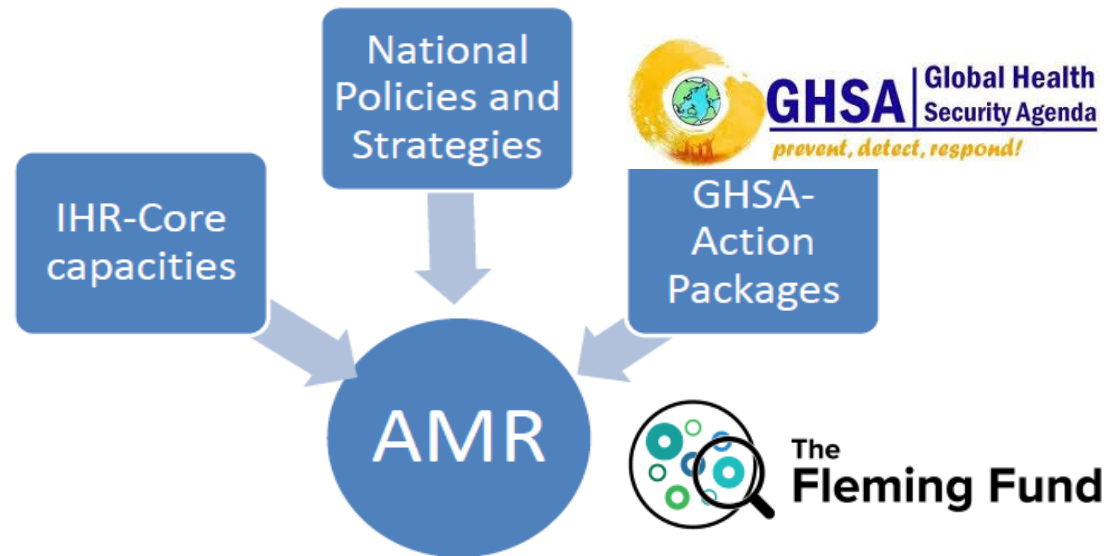 National
Policies and
Strategies
GHSA
Global Health
Security Agenda
prevent, detect, respond!
IHR-Core
capacities
GHSA-
Action
Packages
AMR
The
Fleming Fund